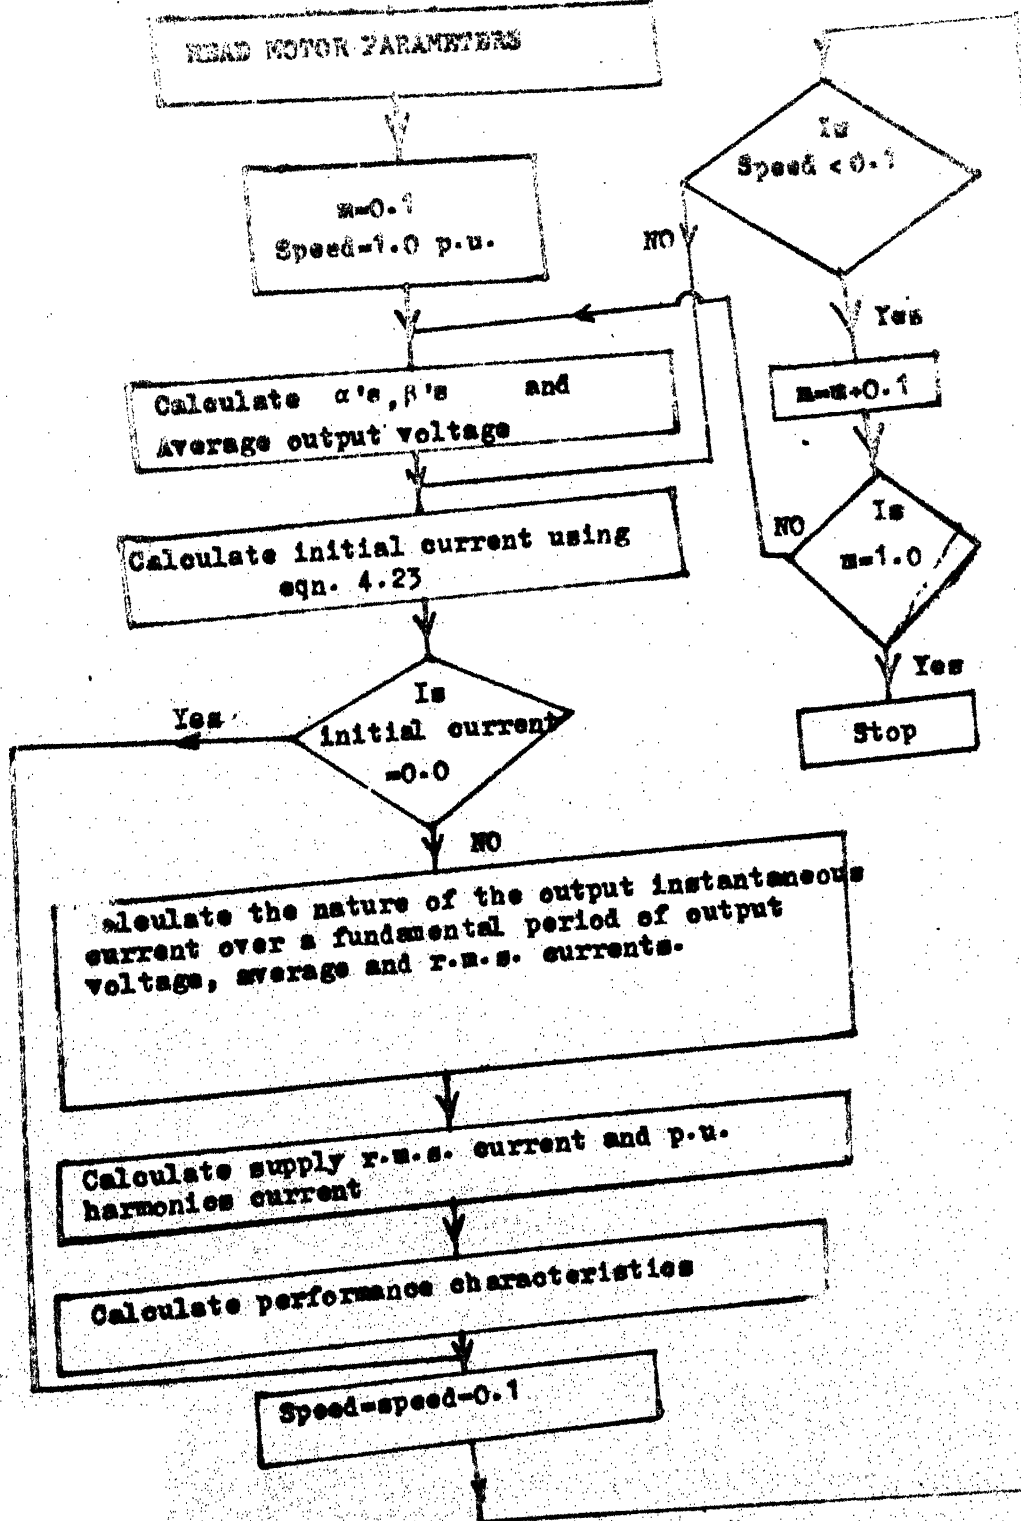 READ MOTOR PARAMETERS
m=0.1
Speed=1.0 p.u.
Calculate α's, β's and
Average output voltage
Calculate initial current using
eqn. 4.23
Is
initial current
=0.0
Yes
NO
alculate the nature of the output instantaneous
current over a fundamental period of output
voltage, average and r.m.s. currents.
Calculate supply r.m.s. current and p.u.
harmonics current
Calculate performance characteristics
Speed=speed-0.1
Is
Speed < 0.1
NO
Yes
m=m+0.1
Is
m=1.0
NO
Yes
Stop